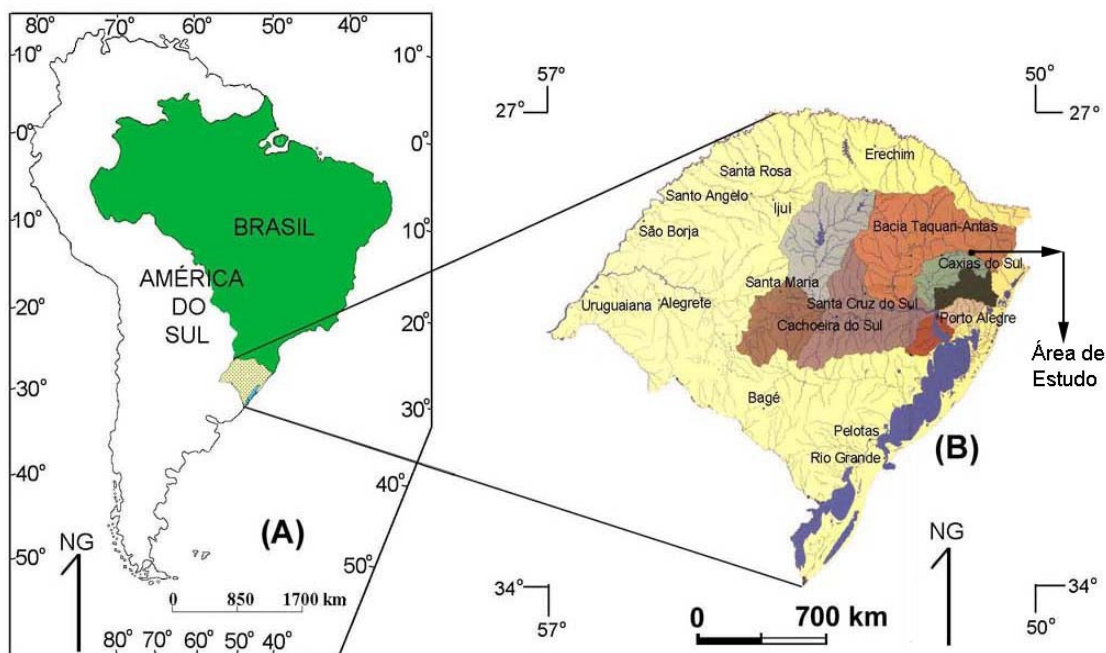 80° 70° 60° 50° 40°
10° 10°
0° 0°
BRASIL
10° 10°
AMÉRICA
DO
SUL
20° 20°
30° 30°
40° 40°
(A)
NG
50° 50°
0 850 1700 km
80° 70° 60° 50° 40°
57° 50°
27° 27°
Erechim
Santa Rosa
Santo Angelo
Ijuí
São Borja
Bacia Taquari-Antas
Caxias do Sul
Santa Maria
Uruguaiana
Alegrete
Santa Cruz do Sul
Cachoeira do Sul
Porto Alegre
Área de
Estudo
Bagé
Pelotas
(B)
Rio Grande
NG
34° 34°
57° 50°
0 700 km